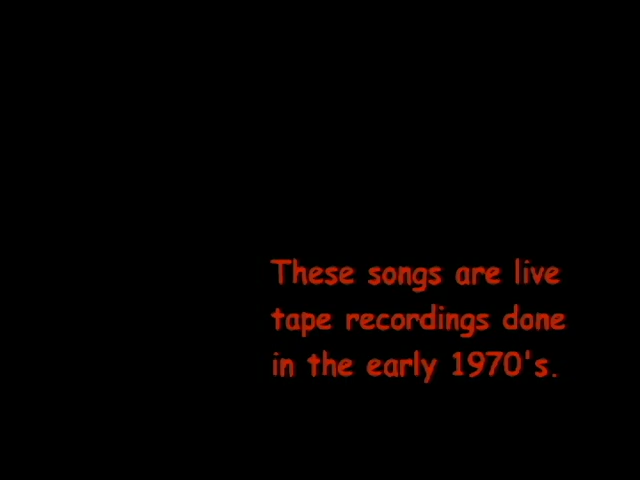 These songs are live
tape recordings done
in the early 1970's.